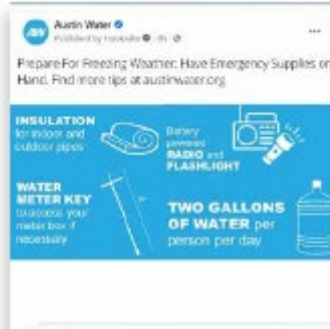 Austin Water
Published by
Prepare For Freezing Weather: Have Emergency Supplies on
Hand. Find more tips at austinwater.org
INSULATION
for indoor and
outdoor pipes
Battery
powered
RADIO and
FLASHLIGHT
WATER
METER KEY
to access your
meter box if
necessary
TWO GALLONS
OF WATER per
person per day